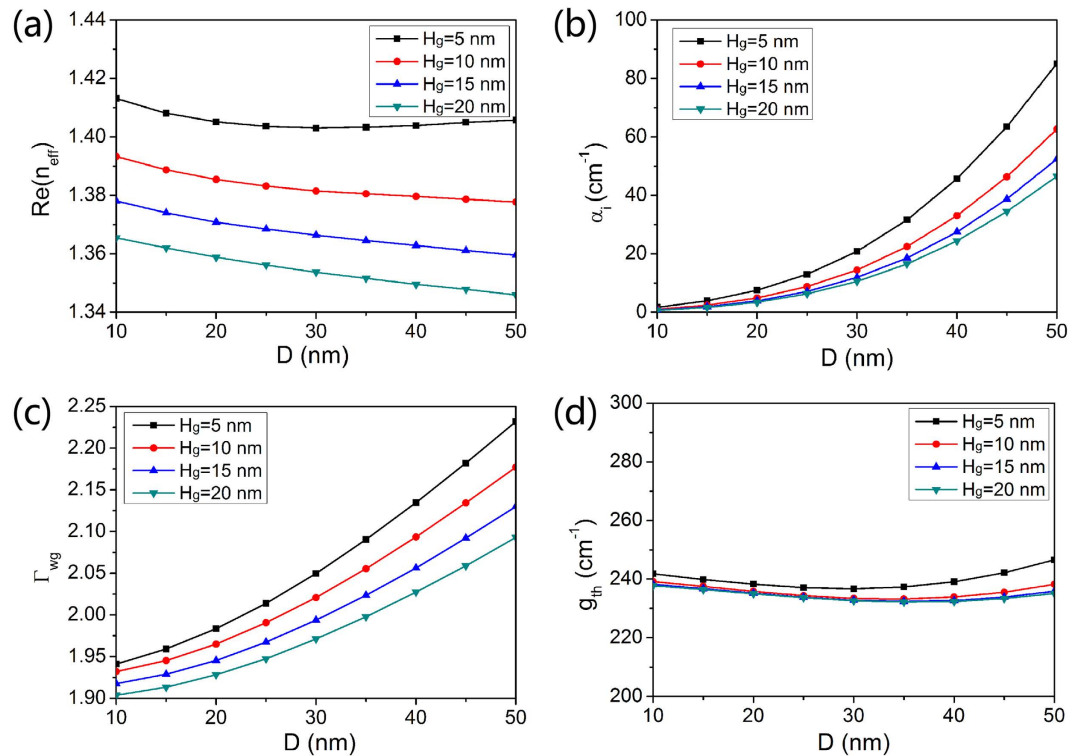 (a)
1.44
1.42
1.40
1.38
1.36
1.34
Re(n_eff)
10 20 30 40 50
D (nm)
Hg=5 nm
Hg=10 nm
Hg=15 nm
Hg=20 nm
(b)
100
80
60
40
20
0
α_i (cm⁻¹)
10 20 30 40 50
D (nm)
Hg=5 nm
Hg=10 nm
Hg=15 nm
Hg=20 nm
(c)
2.25
2.20
2.15
2.10
2.05
2.00
1.95
1.90
Γ_wg
10 20 30 40 50
D (nm)
Hg=5 nm
Hg=10 nm
Hg=15 nm
Hg=20 nm
(d)
300
280
260
240
220
200
g_th (cm⁻¹)
10 20 30 40 50
D (nm)
Hg=5 nm
Hg=10 nm
Hg=15 nm
Hg=20 nm